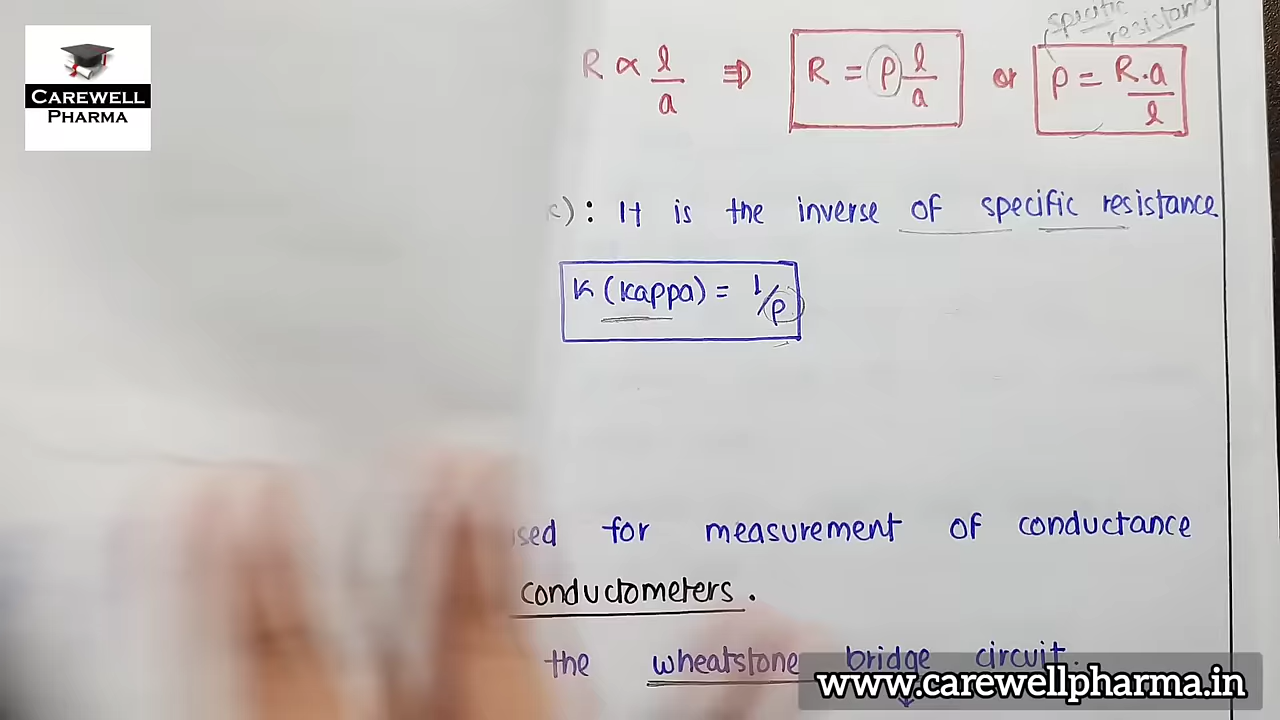 specific
resistance
CAREWELL
PHARMA
R ∝ l/a ⇒ R = ρ l/a or ρ = R.a/l
): It is the inverse of specific resistance
K (Kappa) = 1/ρ
sed for measurement of conductance
conductometers.
the wheatstone bridge circuit.
www.carewellpharma.in